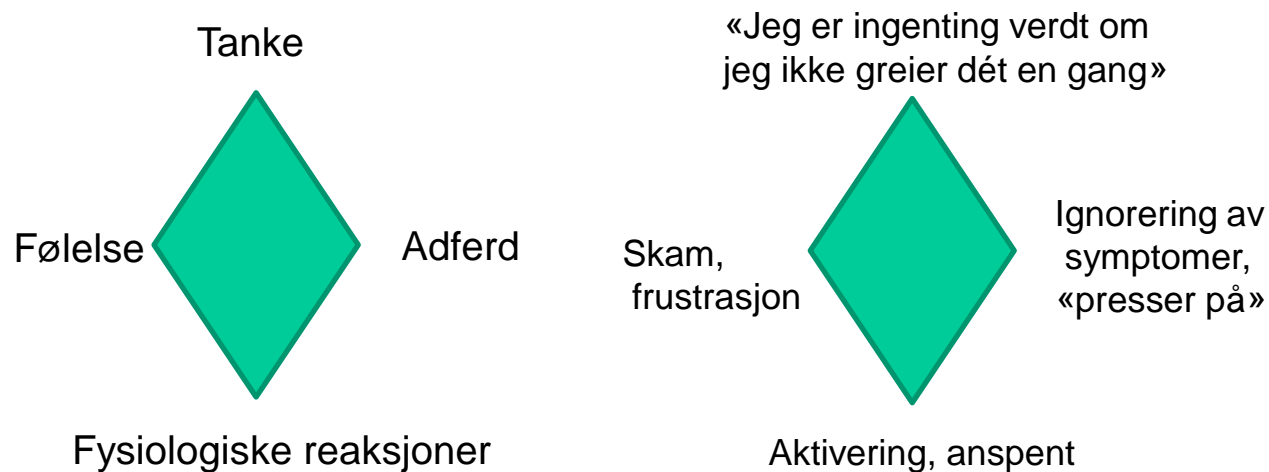 Tanke
Følelse
Adferd
Fysiologiske reaksjoner
«Jeg er ingenting verdt om
jeg ikke greier dét en gang»
Skam,
frustrasjon
Ignorering av
symptomer,
«presser på»
Aktivering, anspent